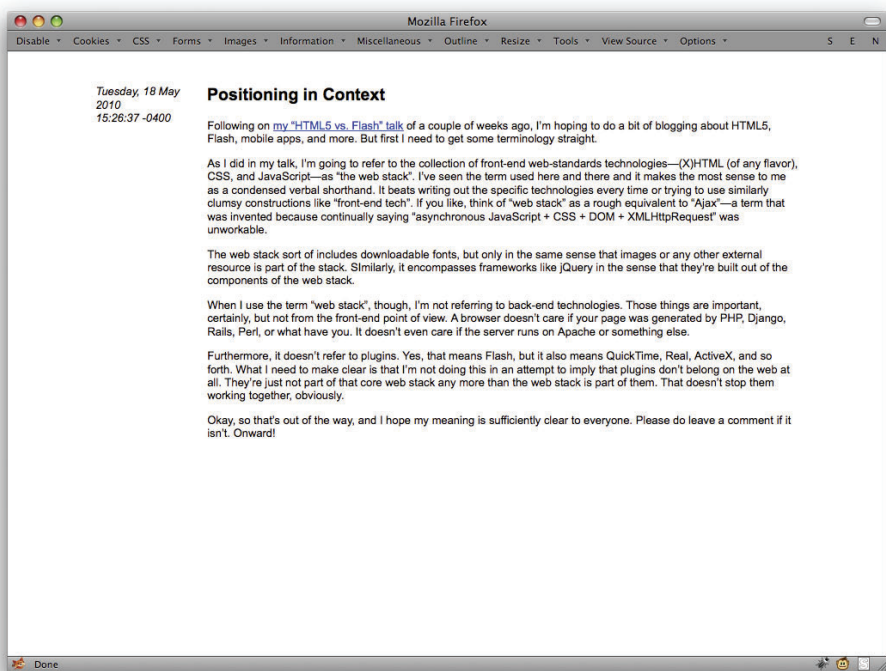 Mozilla Firefox
Disable Cookies CSS Forms Images Information Miscellaneous Outline Resize Tools View Source Options S E N
Tuesday, 18 May
2010
15:26:37 -0400
Positioning in Context
Following on my "HTML5 vs. Flash" talk of a couple of weeks ago, I'm hoping to do a bit of blogging about HTML5,
Flash, mobile apps, and more. But first I need to get some terminology straight.
As I did in my talk, I'm going to refer to the collection of front-end web-standards technologies—(X)HTML (of any flavor),
CSS, and JavaScript—as "the web stack". I've seen the term used here and there and it makes the most sense to me
as a condensed verbal shorthand. It beats writing out the specific technologies every time or trying to use similarly
clumsy constructions like "front-end tech". If you like, think of "web stack" as a rough equivalent to "Ajax"—a term that
was invented because continually saying "asynchronous JavaScript + CSS + DOM + XMLHttpRequest" was
unworkable.
The web stack sort of includes downloadable fonts, but only in the same sense that images or any other external
resource is part of the stack. SImilarly, it encompasses frameworks like jQuery in the sense that they're built out of the
components of the web stack.
When I use the term "web stack", though, I'm not referring to back-end technologies. Those things are important,
certainly, but not from the front-end point of view. A browser doesn't care if your page was generated by PHP, Django,
Rails, Perl, or what have you. It doesn't even care if the server runs on Apache or something else.
Furthermore, it doesn't refer to plugins. Yes, that means Flash, but it also means QuickTime, Real, ActiveX, and so
forth. What I need to make clear is that I'm not doing this in an attempt to imply that plugins don't belong on the web at
all. They're just not part of that core web stack any more than the web stack is part of them. That doesn't stop them
working together, obviously.
Okay, so that's out of the way, and I hope my meaning is sufficiently clear to everyone. Please do leave a comment if it
isn't. Onward!
Done